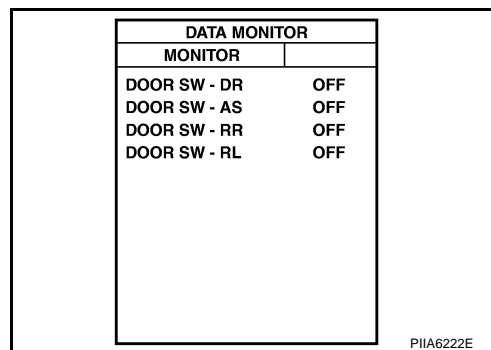 DATA MONITOR
MONITOR
DOOR SW - DR OFF
DOOR SW - AS OFF
DOOR SW - RR OFF
DOOR SW - RL OFF
PIIA6222E